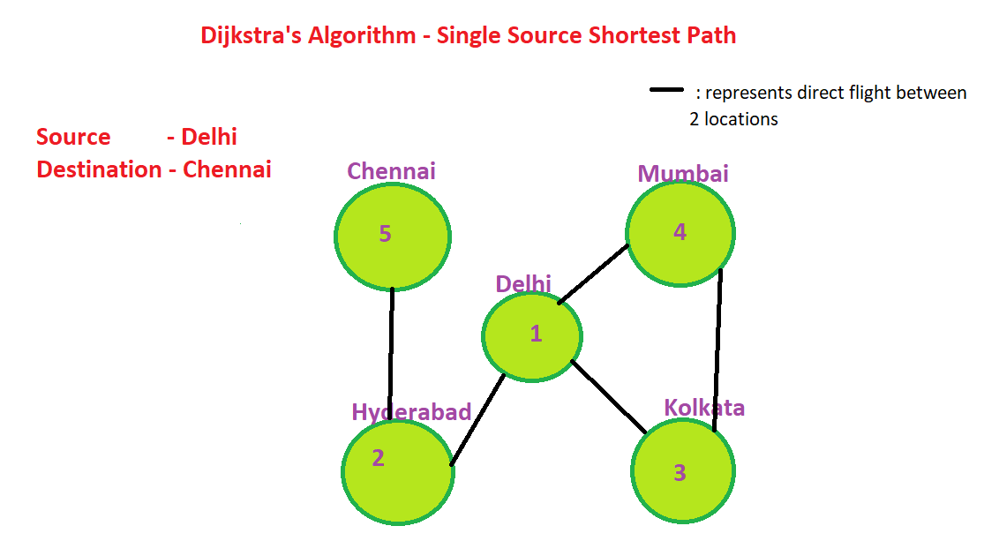 Dijkstra's Algorithm - Single Source Shortest Path
: represents direct flight between
2 locations
Source - Delhi
Destination - Chennai
Chennai
Mumbai
5
4
Delhi
1
Hyderabad
Kolkata
2
3